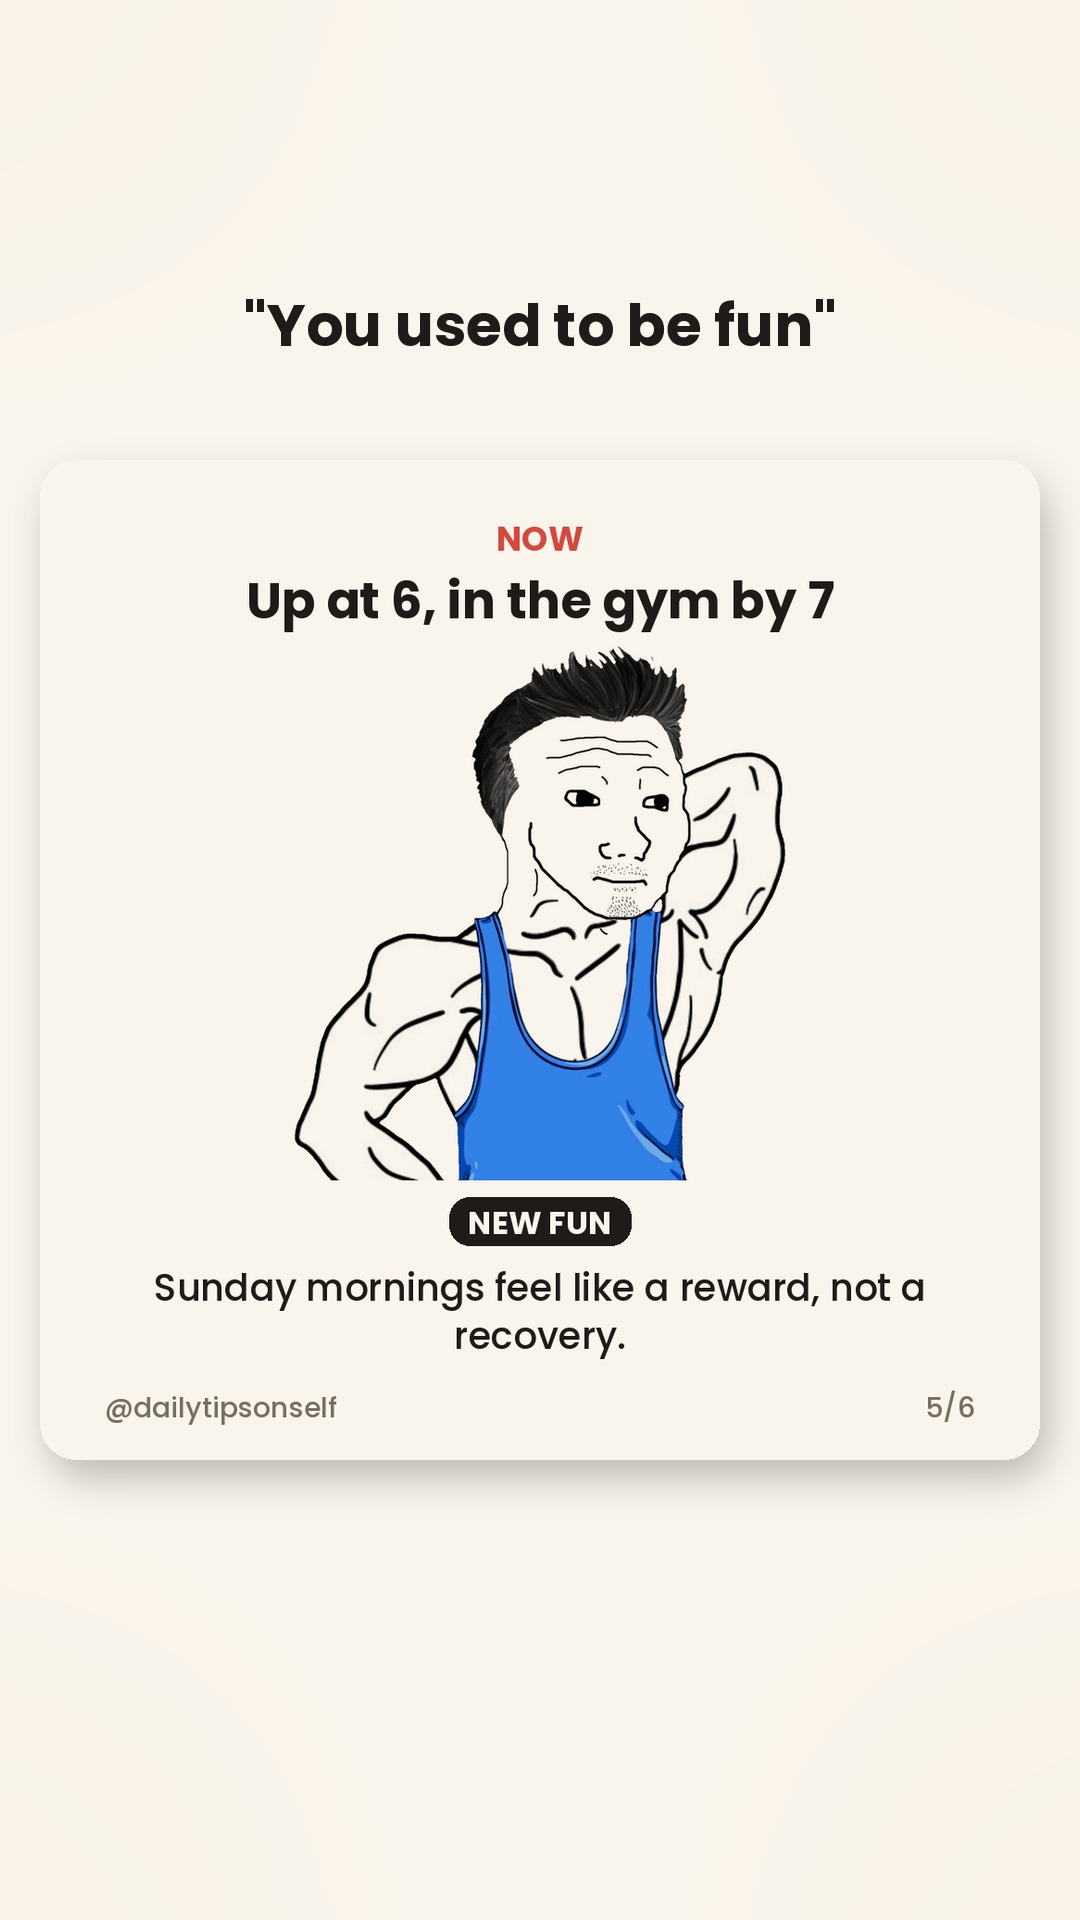 "You used to be fun"
NOW
Up at 6, in the gym by 7
NEW FUN
Sunday mornings feel like a reward, not a
recovery.
@dailytipsonself
5/6